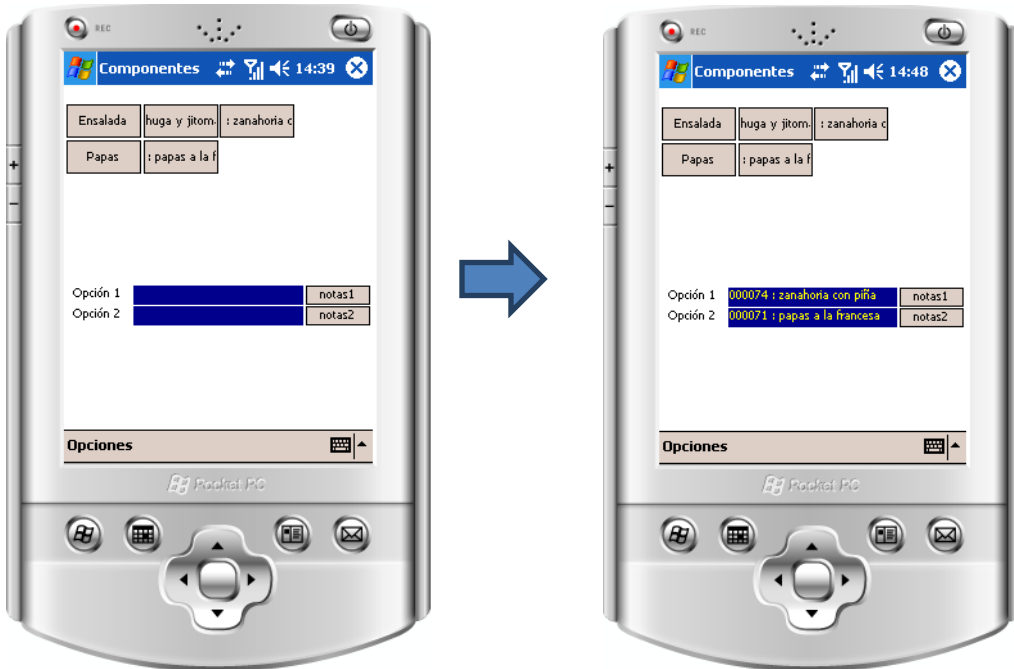 REC
Componentes 14:39
Ensalada huga y jitom. : zanahoria c
Papas : papas a la f
Opción 1 notas1
Opción 2 notas2
Opciones
Pocket PC
REC
Componentes 14:48
Ensalada huga y jitom. : zanahoria c
Papas : papas a la f
Opción 1 000074 : zanahoria con piña notas1
Opción 2 000071 : papas a la francesa notas2
Opciones
Pocket PC